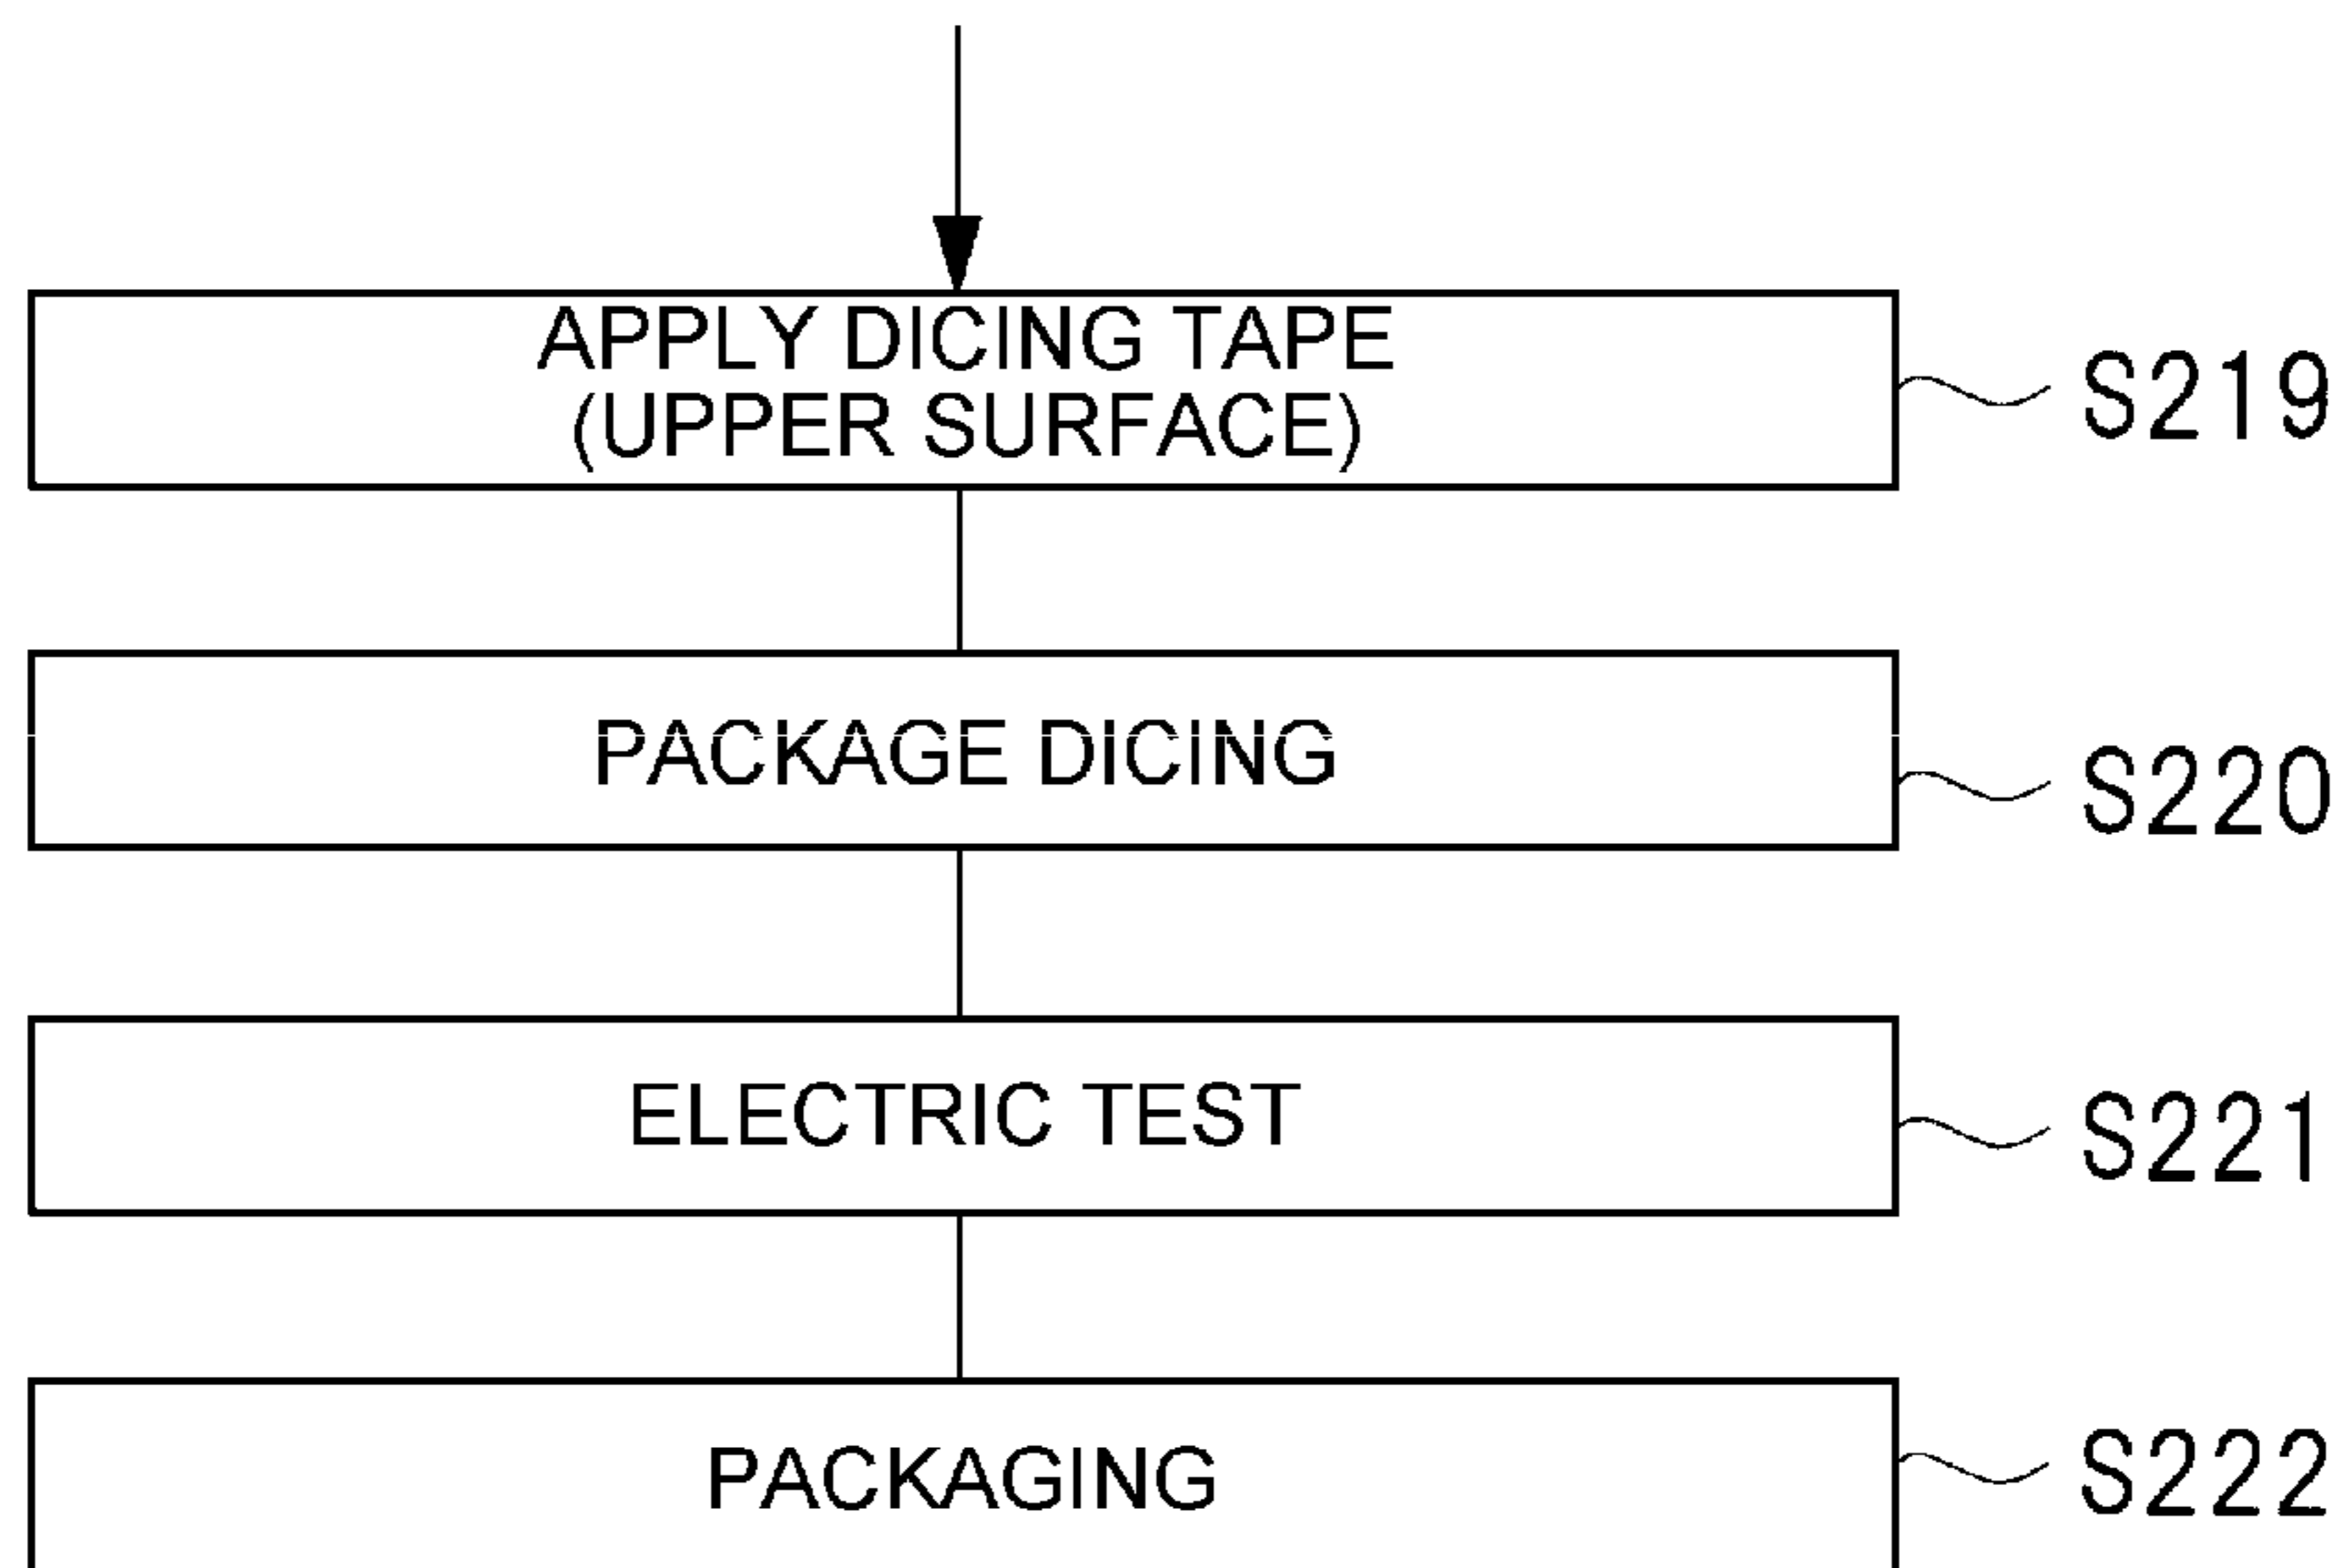 APPLY DICING TAPE
(UPPER SURFACE)
S219
PACKAGE DICING
S220
ELECTRIC TEST
S221
PACKAGING
S222